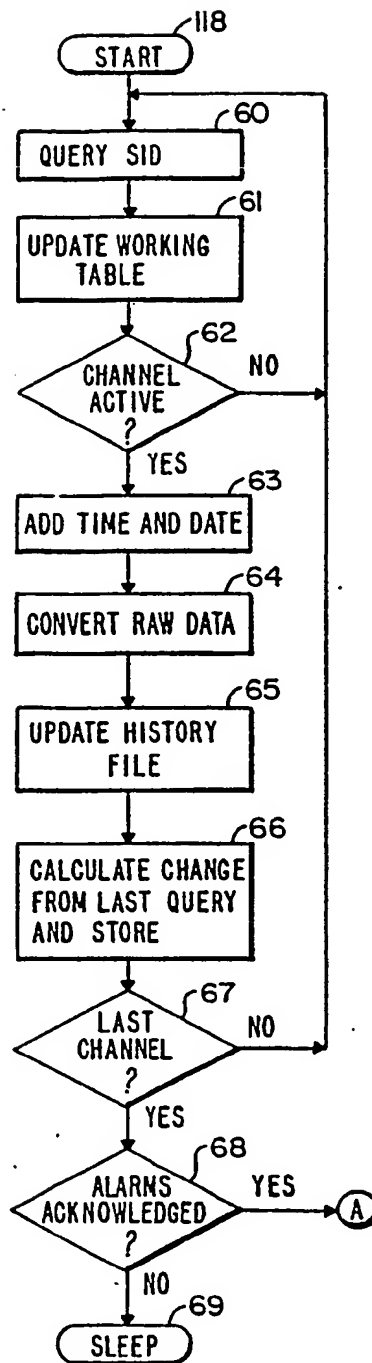 118
START
60
QUERY SID
61
UPDATE WORKING
TABLE
62
CHANNEL
ACTIVE
?
NO
YES
63
ADD TIME AND DATE
64
CONVERT RAW DATA
65
UPDATE HISTORY
FILE
66
CALCULATE CHANGE
FROM LAST QUERY
AND STORE
67
LAST
CHANNEL
?
NO
YES
68
ALARMS
ACKNOWLEDGED
?
YES
A
NO
69
SLEEP